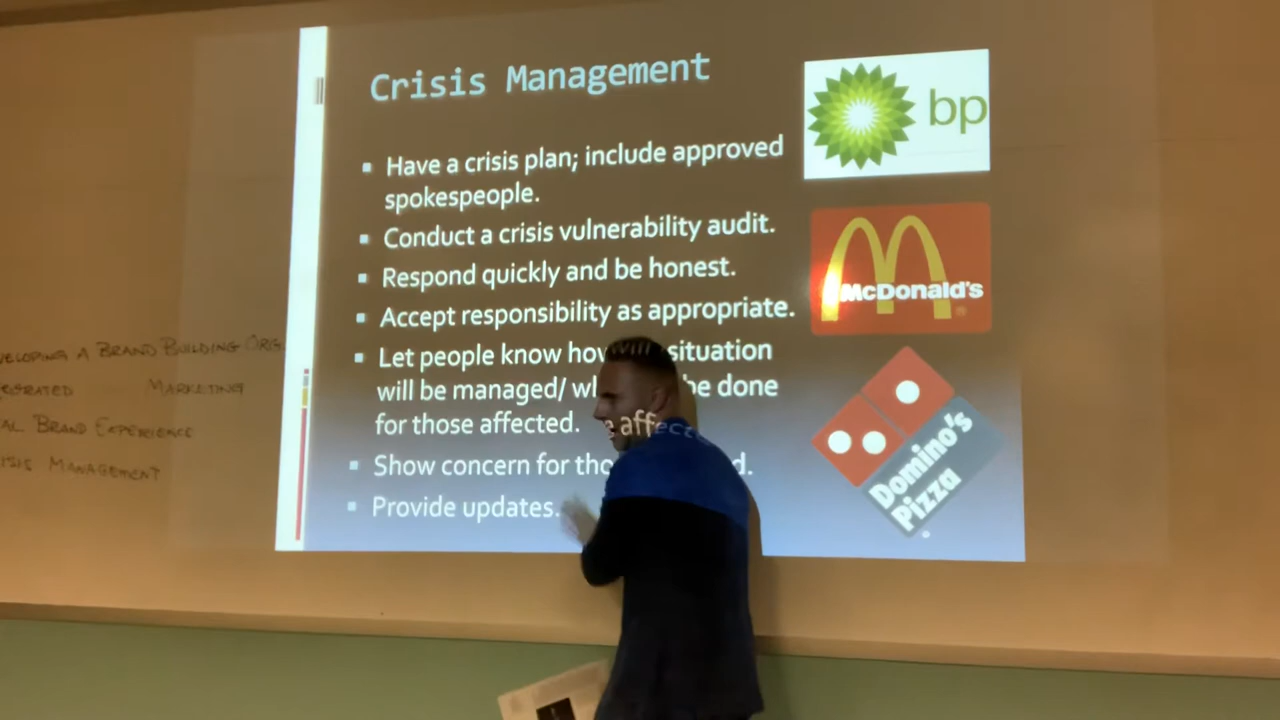 Crisis Management
Have a crisis plan; include approved
spokespeople.
Conduct a crisis vulnerability audit.
Respond quickly and be honest.
Accept responsibility as appropriate.
Let people know how will situation
will be managed/ be done
for those affected.
Show concern for
Provide updates.
affect
bp
McDonald's
Domino's
Pizza
A BRAND BUILDING
MARKETING
BRAND EXPERIENCE
MANAGEMENT